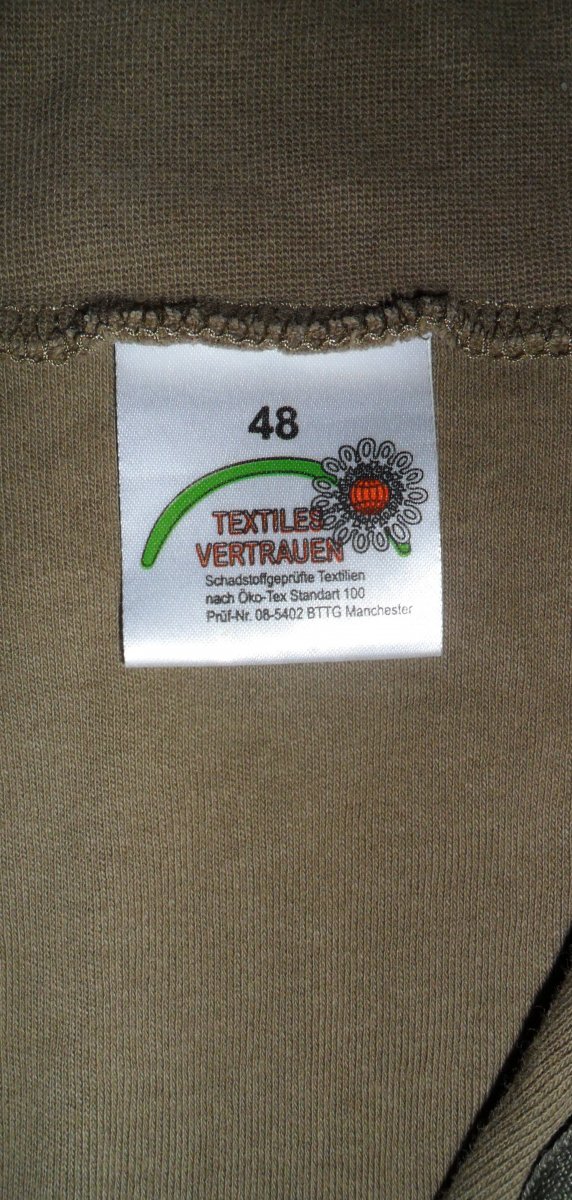 48
TEXTILES
VERTRAUEN
Schadstoffgeprüfte Textilien
nach Öko-Tex Standart 100
Prüf-Nr. 08-5402 BTTG Manchester